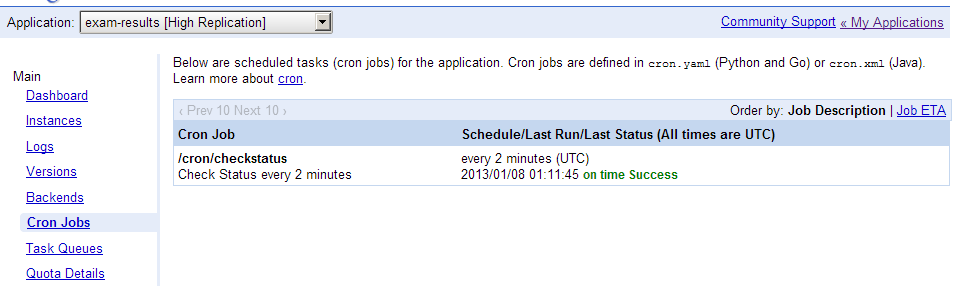 Application: exam-results [High Replication] Community Support « My Applications
Main
Dashboard
Instances
Logs
Versions
Backends
Cron Jobs
Task Queues
Quota Details
Below are scheduled tasks (cron jobs) for the application. Cron jobs are defined in cron.yaml (Python and Go) or cron.xml (Java).
Learn more about cron.
‹ Prev 10 Next 10 › Order by: Job Description | Job ETA
Cron Job Schedule/Last Run/Last Status (All times are UTC)
/cron/checkstatus every 2 minutes (UTC)
Check Status every 2 minutes 2013/01/08 01:11:45 on time Success